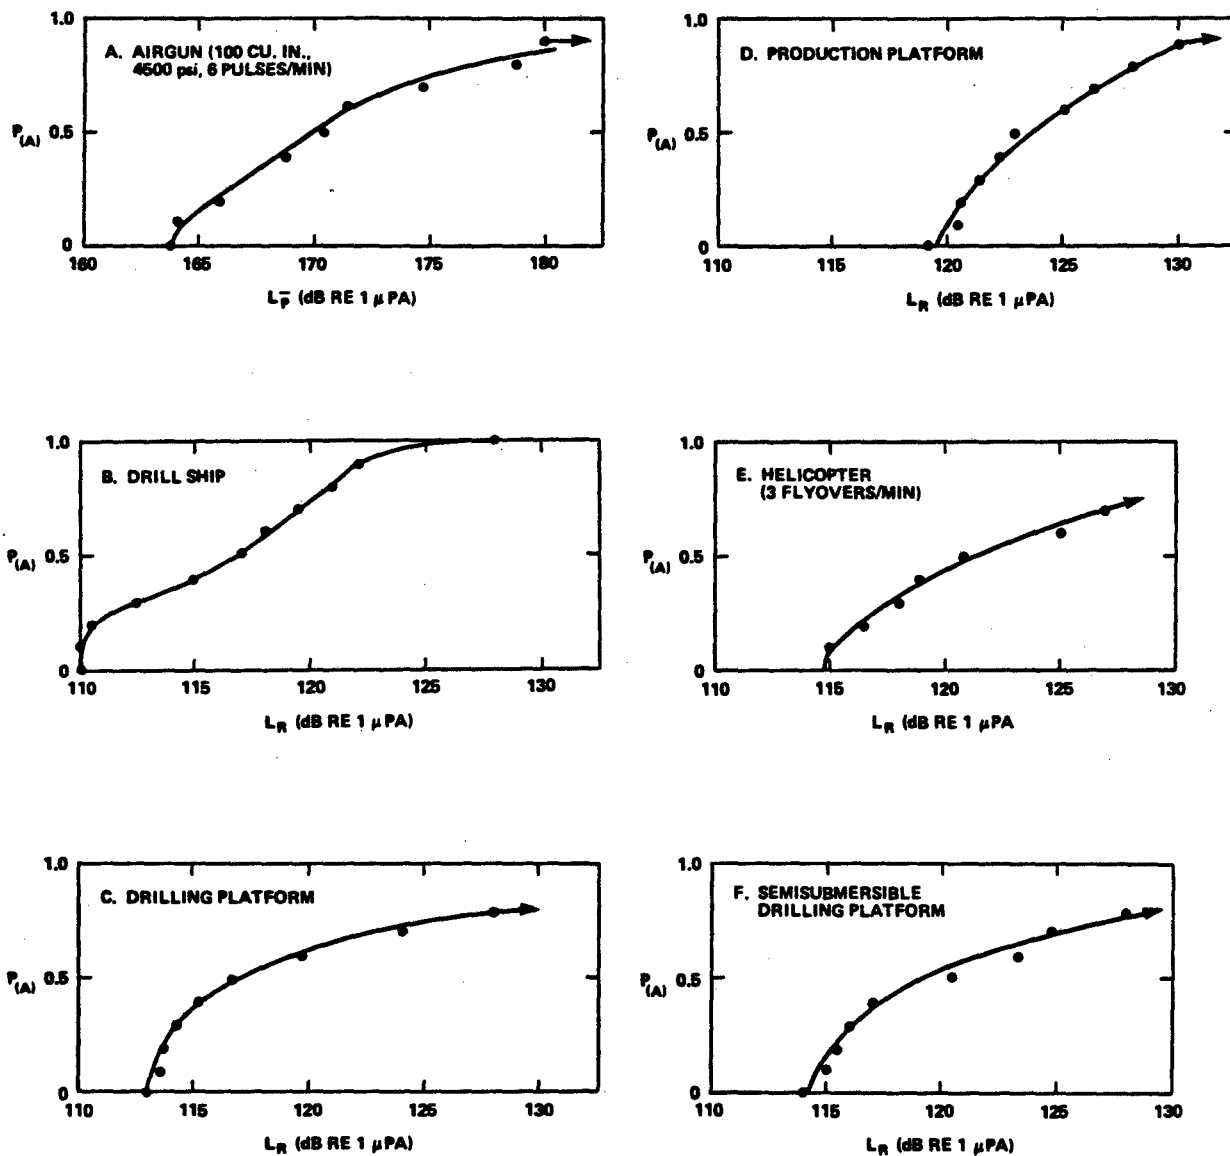 A. AIRGUN (100 CU. IN.,
4500 psi, 6 PULSES/MIN)
1.0
P(A) 0.5
0
160 165 170 175 180
LP̅ (dB RE 1 μPA)
D. PRODUCTION PLATFORM
1.0
P(A) 0.5
0
110 115 120 125 130
LR (dB RE 1 μPA)
B. DRILL SHIP
1.0
P(A) 0.5
0
110 115 120 125 130
LR (dB RE 1 μPA)
E. HELICOPTER
(3 FLYOVERS/MIN)
1.0
P(A) 0.5
0
110 115 120 125 130
LR (dB RE 1 μPA
C. DRILLING PLATFORM
1.0
P(A) 0.5
0
110 115 120 125 130
LR (dB RE 1 μPA)
F. SEMISUBMERSIBLE
DRILLING PLATFORM
1.0
P(A) 0.5
0
110 115 120 125 130
LR (dB RE 1 μPA)